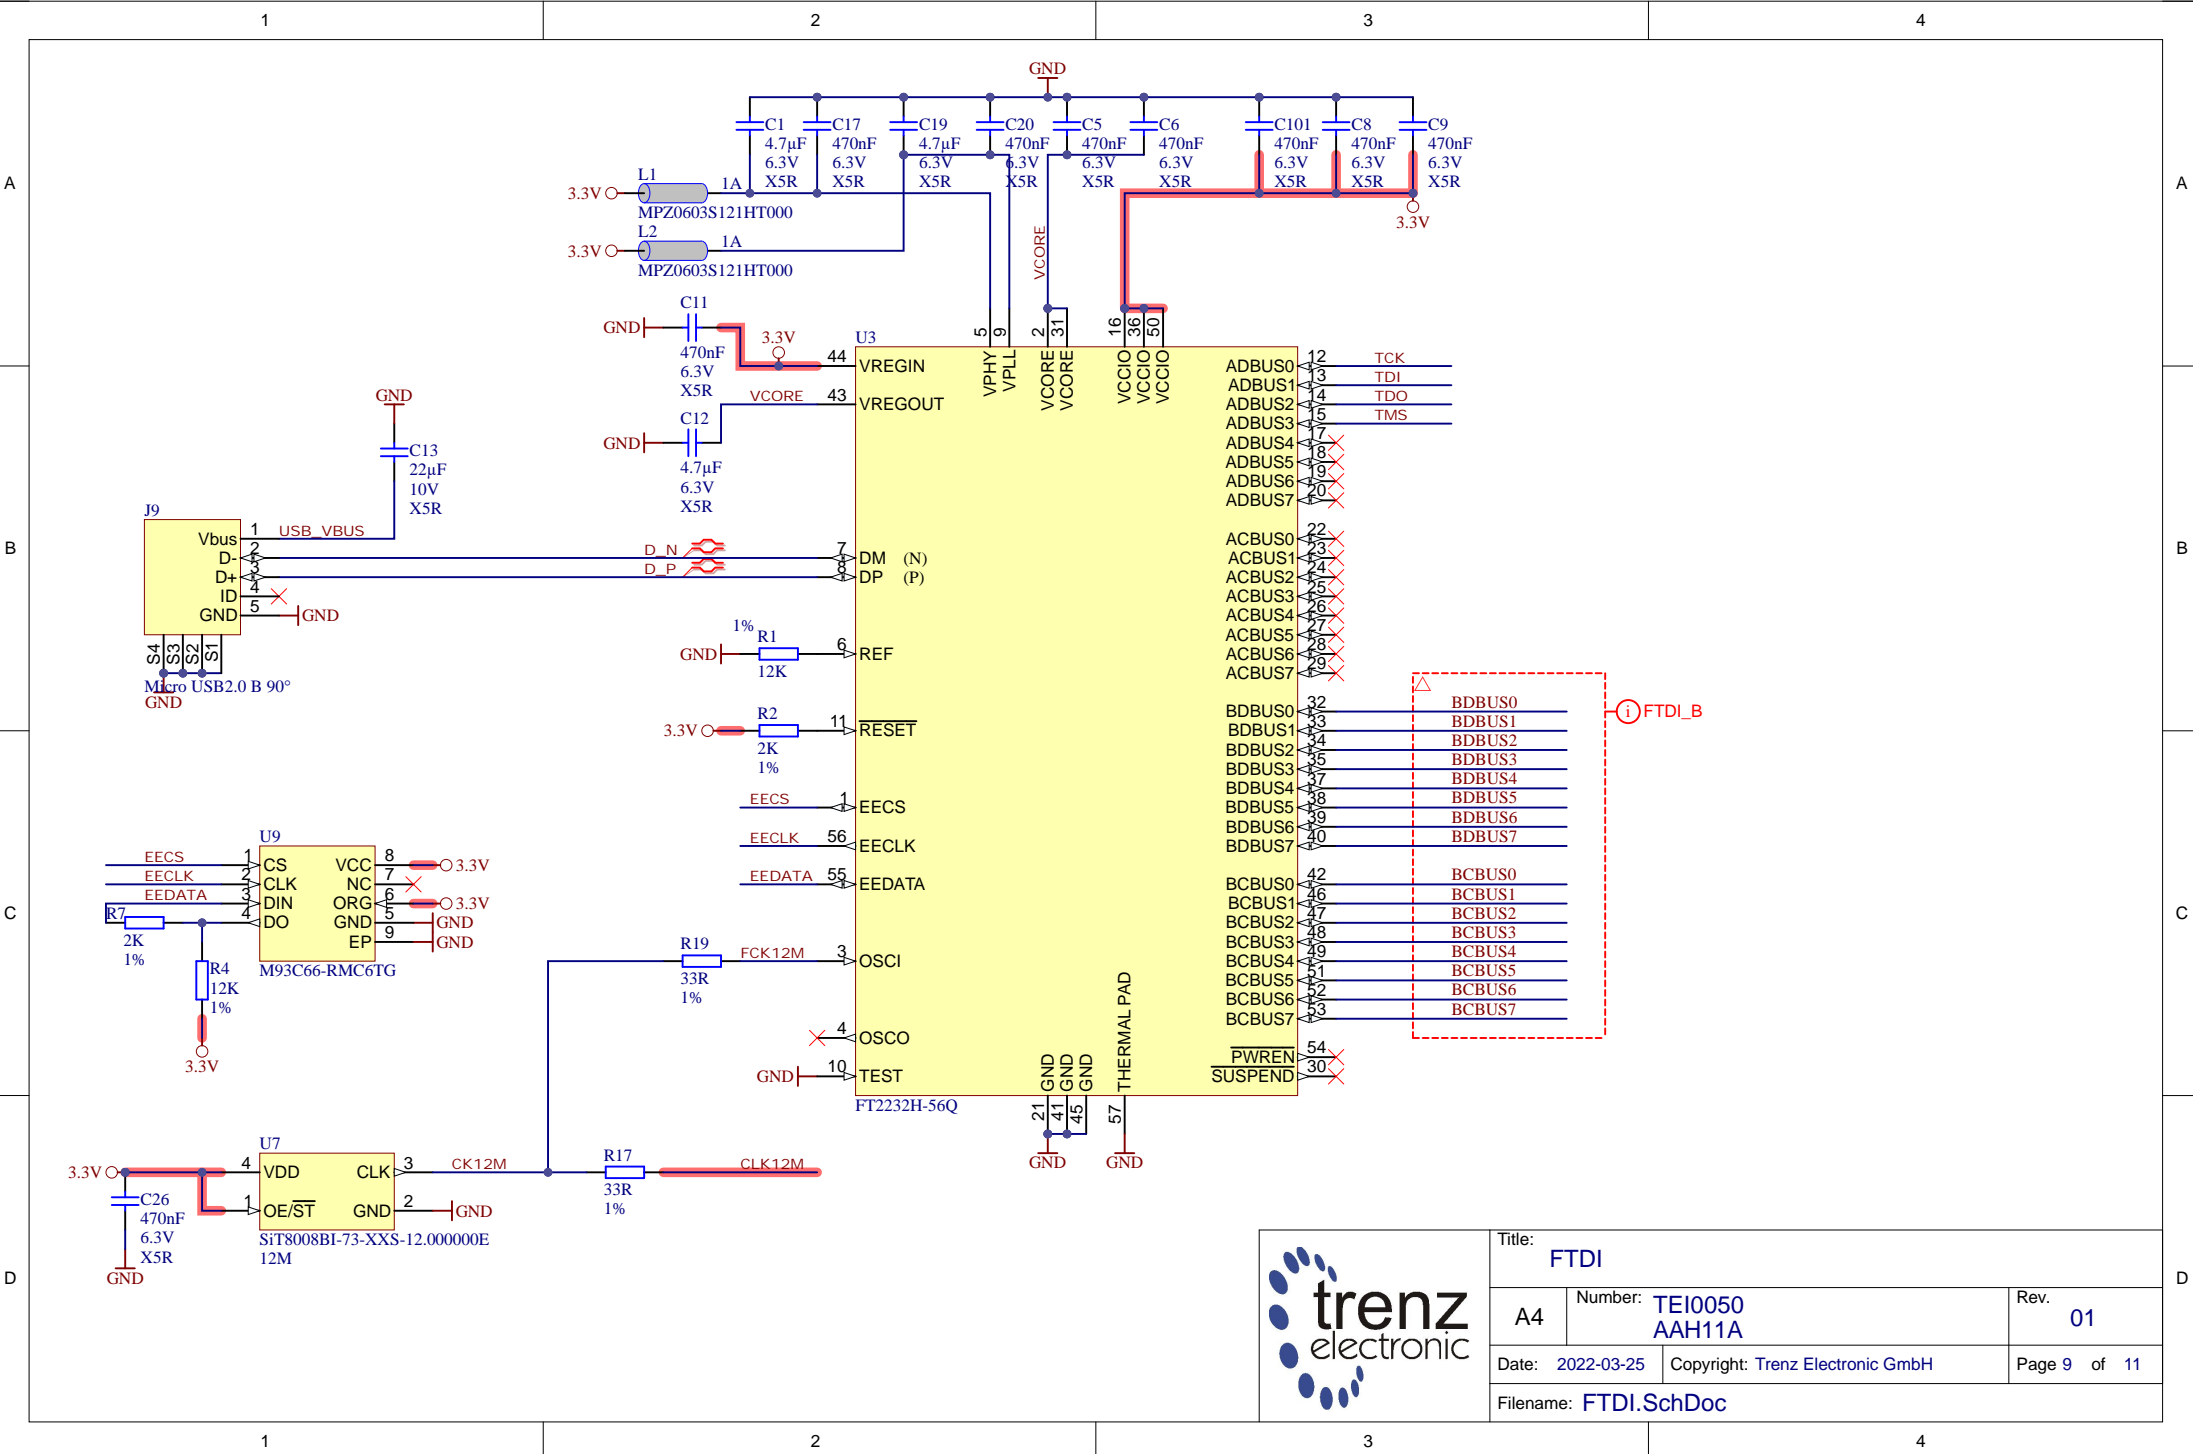 1 2 3 4
A
B
C
D
A
B
C
D
1 2 3 4
GND
C1
4.7µF
6.3V
X5R
C17
470nF
6.3V
X5R
C19
4.7µF
6.3V
X5R
C20
470nF
6.3V
X5R
C5
470nF
6.3V
X5R
C6
470nF
6.3V
X5R
C101
470nF
6.3V
X5R
C8
470nF
6.3V
X5R
C9
470nF
6.3V
X5R
3.3V
L1
3.3V
1A
MPZ0603S121HT000
L2
3.3V
1A
MPZ0603S121HT000
VCORE
C11
GND
470nF
6.3V
X5R
3.3V
VCORE
C12
GND
4.7µF
6.3V
X5R
GND
C13
22µF
10V
X5R
J9
Vbus 1 USB_VBUS
D- 2
D+ 3
ID 4
GND 5 GND
S4 S3 S2 S1
Micro USB2.0 B 90°
GND
D_N
D_P
1%
R1
GND
12K
R2
3.3V
2K
1%
EECS
EECLK
EEDATA
U3
5 VPHY
9 VPLL
2 VCORE
31 VCORE
16 VCCIO
36 VCCIO
50 VCCIO
44 VREGIN
43 VREGOUT
7 DM (N)
8 DP (P)
6 REF
11 RESET
1 EECS
56 EECLK
55 EEDATA
3 OSCI
4 OSCO
10 TEST
GND
ADBUS0 12 TCK
ADBUS1 13 TDI
ADBUS2 14 TDO
ADBUS3 15 TMS
ADBUS4 17
ADBUS5 18
ADBUS6 19
ADBUS7 20
ACBUS0 22
ACBUS1 23
ACBUS2 24
ACBUS3 25
ACBUS4 26
ACBUS5 27
ACBUS6 28
ACBUS7 29
BDBUS0 32 BDBUS0
BDBUS1 33 BDBUS1
BDBUS2 34 BDBUS2
BDBUS3 35 BDBUS3
BDBUS4 37 BDBUS4
BDBUS5 38 BDBUS5
BDBUS6 39 BDBUS6
BDBUS7 40 BDBUS7
BCBUS0 42 BCBUS0
BCBUS1 46 BCBUS1
BCBUS2 47 BCBUS2
BCBUS3 48 BCBUS3
BCBUS4 49 BCBUS4
BCBUS5 51 BCBUS5
BCBUS6 52 BCBUS6
BCBUS7 53 BCBUS7
i FTDI_B
PWREN 54
SUSPEND 30
21 GND
41 GND
45 GND
57 THERMAL PAD
GND
GND
FT2232H-56Q
U9
EECS 1 CS
EECLK 2 CLK
EEDATA 3 DIN
4 DO
VCC 8 3.3V
NC 7
ORG 6 3.3V
GND 5 GND
EP 9 GND
M93C66-RMC6TG
R7
2K
1%
R4
12K
1%
3.3V
R19
33R
1%
FCK12M
U7
3.3V 4 VDD
1 OE/ST
CLK 3 CK12M
GND 2 GND
SiT8008BI-73-XXS-12.000000E
12M
C26
470nF
6.3V
X5R
GND
R17
33R
1%
CLK12M
trenz
electronic
Title:
FTDI
A4
Number: TEI0050
AAH11A
Rev.
01
Date: 2022-03-25 Copyright: Trenz Electronic GmbH Page 9 of 11
Filename: FTDI.SchDoc